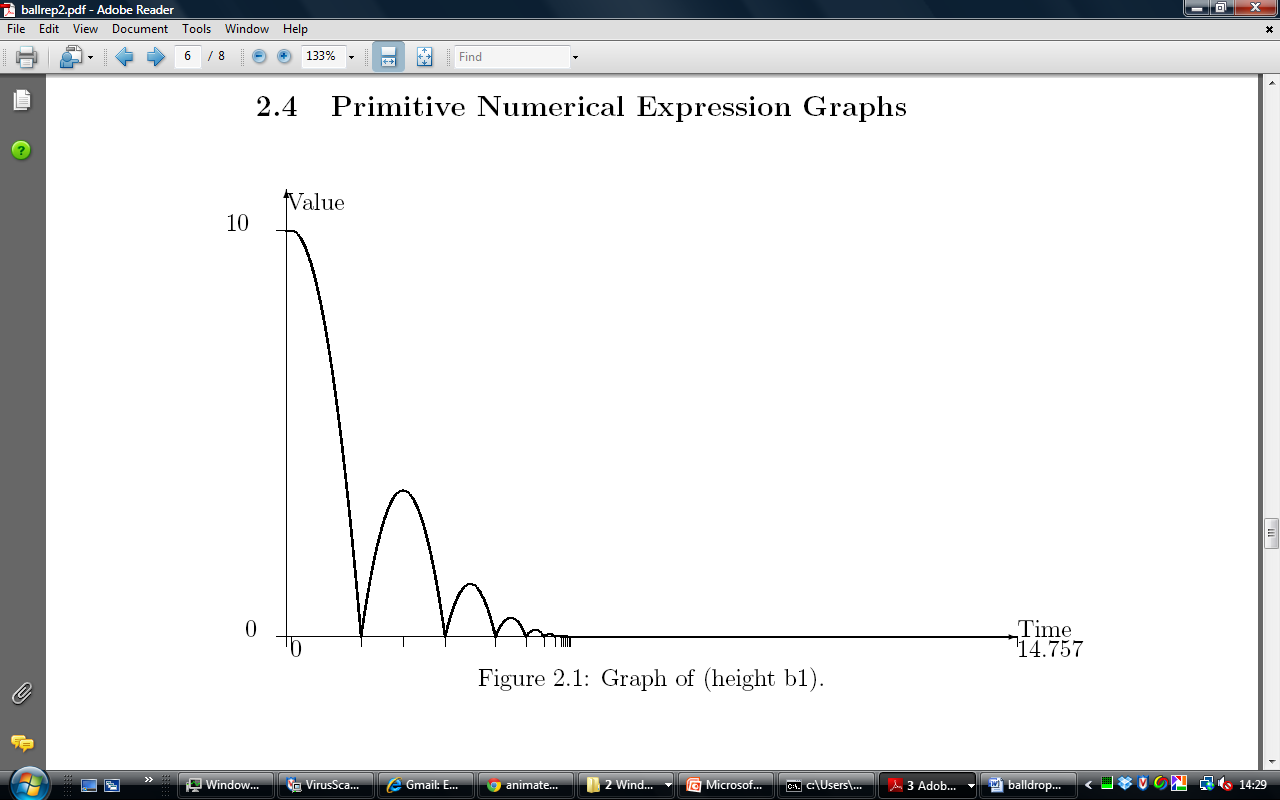 ballrep2.pdf - Adobe Reader
File Edit View Document Tools Window Help
6 / 8 133% Find
2.4 Primitive Numerical Expression Graphs
Value
10
0
0
Time
14.757
Figure 2.1: Graph of (height b1).
Window... VirusSca... Gmail: E... animate... 2 Wind... Microsof... c:\Users\... 3 Adob... balldrop... 14:29